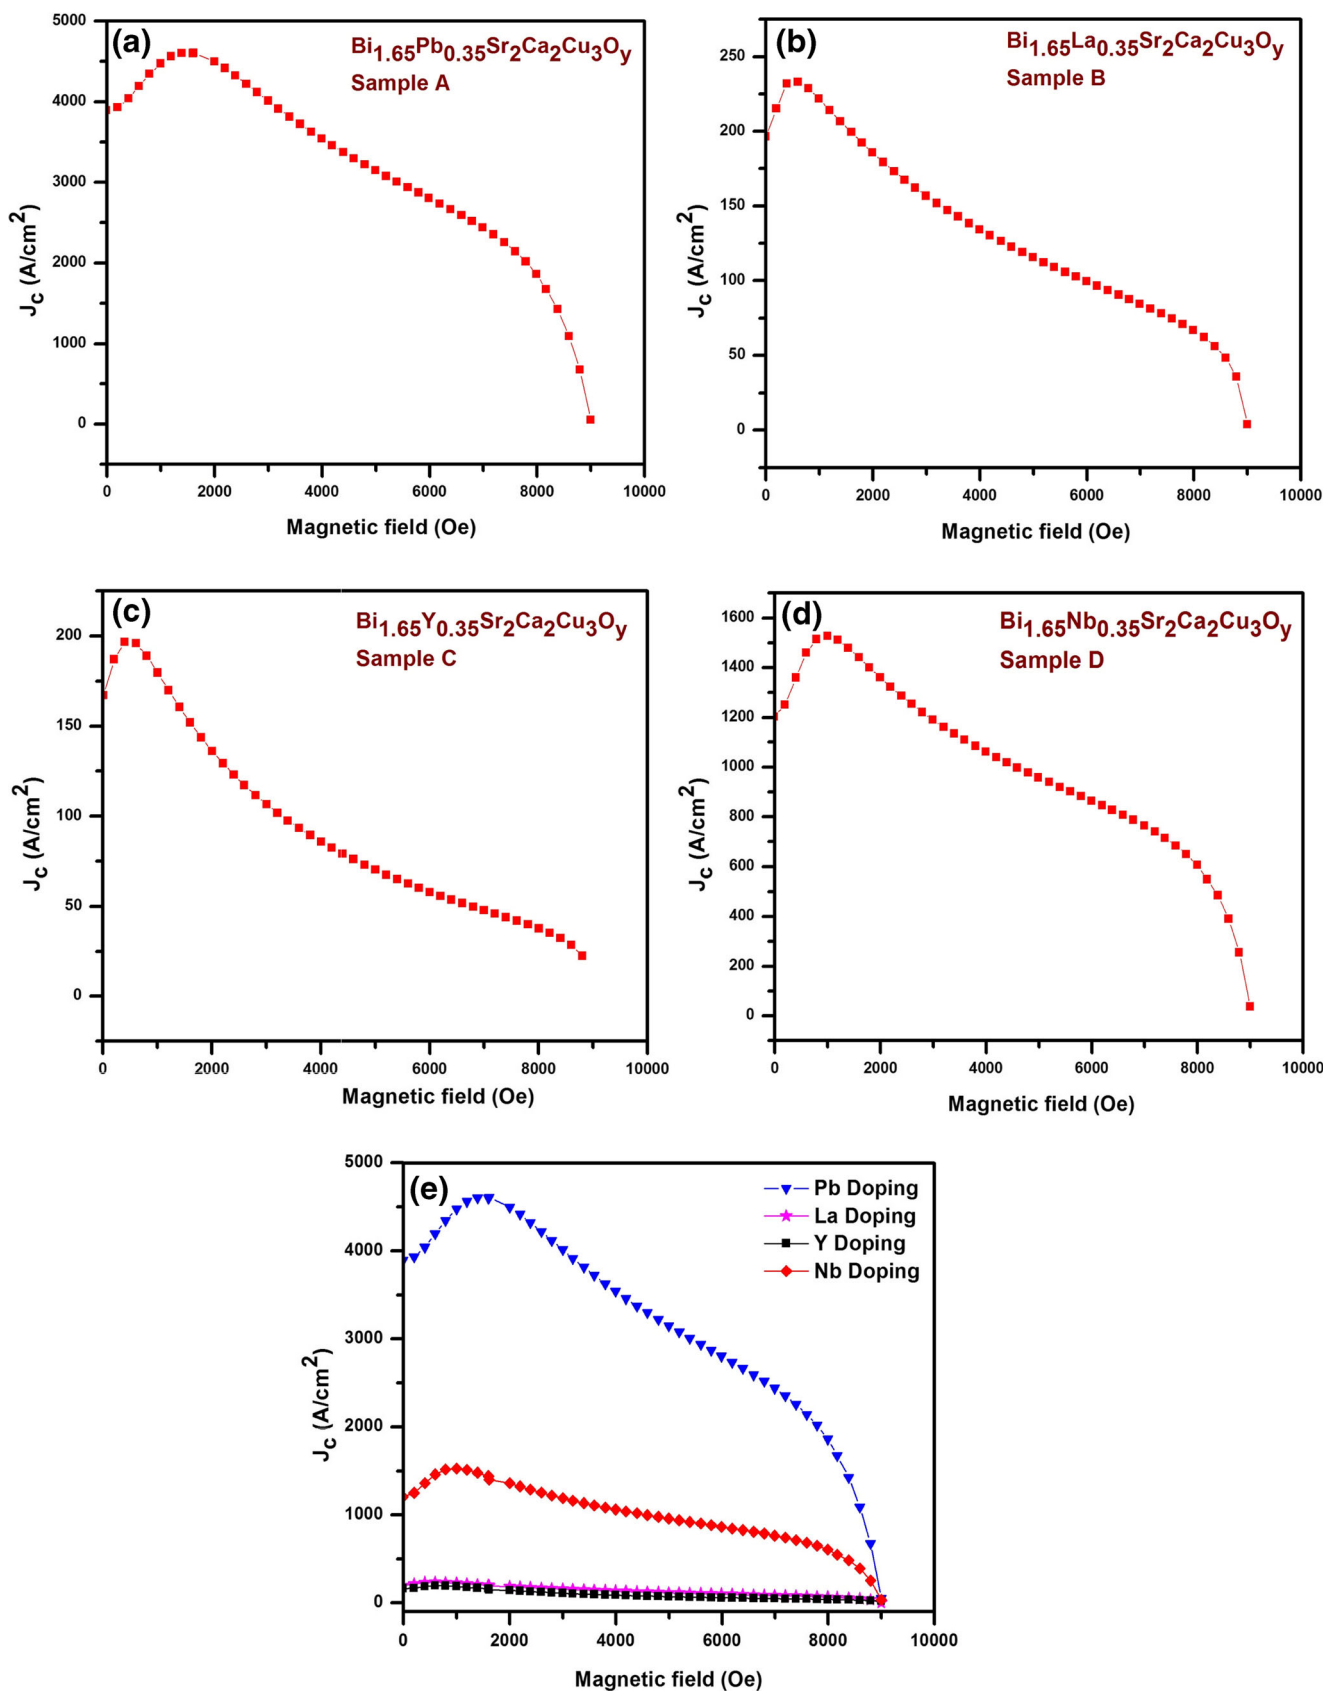 (a)
Bi1.65Pb0.35Sr2Ca2Cu3Oy
Sample A
5000
4000
3000
2000
1000
0
Jc (A/cm2)
0 2000 4000 6000 8000 10000
Magnetic field (Oe)
(b)
Bi1.65La0.35Sr2Ca2Cu3Oy
Sample B
250
200
150
100
50
0
Jc (A/cm2)
0 2000 4000 6000 8000 10000
Magnetic field (Oe)
(c)
Bi1.65Y0.35Sr2Ca2Cu3Oy
Sample C
200
150
100
50
0
Jc (A/cm2)
0 2000 4000 6000 8000 10000
Magnetic field (Oe)
(d)
Bi1.65Nb0.35Sr2Ca2Cu3Oy
Sample D
1600
1400
1200
1000
800
600
400
200
0
Jc (A/cm2)
0 2000 4000 6000 8000 10000
Magnetic field (Oe)
(e)
Pb Doping
La Doping
Y Doping
Nb Doping
5000
4000
3000
2000
1000
0
Jc (A/cm2)
0 2000 4000 6000 8000 10000
Magnetic field (Oe)